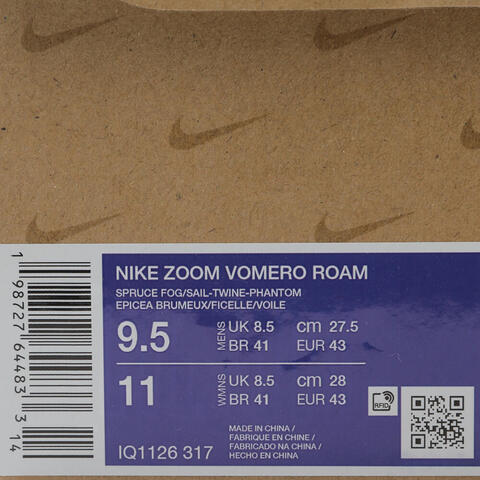 NIKE ZOOM VOMERO ROAM
SPRUCE FOG/SAIL-TWINE-PHANTOM
EPICEA BRUMEUX/FICELLE/VOILE
9.5 MENS UK 8.5 cm 27.5
BR 41 EUR 43
11 WMNS UK 8.5 cm 28
BR 41 EUR 43
RFID
MADE IN CHINA /
FABRIQUE EN CHINE /
FABRICADO NA CHINA /
HECHO EN CHINA
IQ1126 317
1 98727 64483 3 14